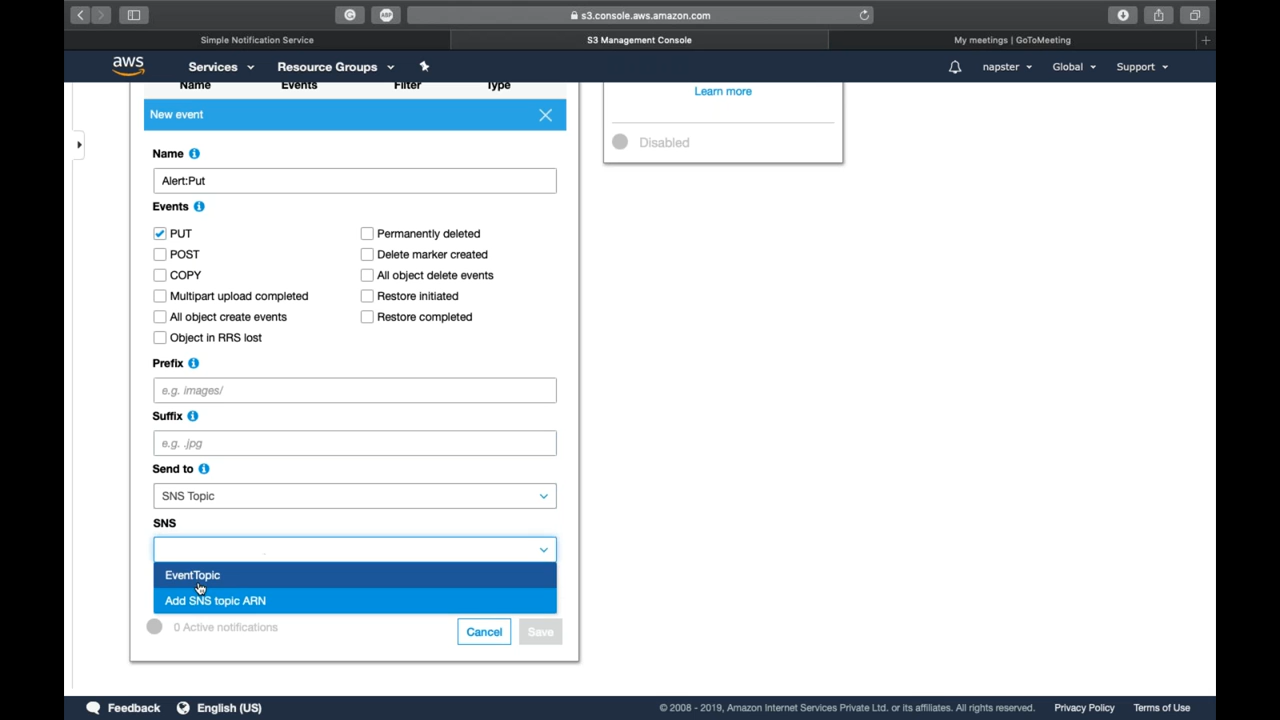 s3.console.aws.amazon.com
Simple Notification Service
S3 Management Console
My meetings | GoToMeeting
aws
Services
Resource Groups
napster
Global
Support
Name
Events
Filter
Type
New event
Learn more
Disabled
Name
Alert:Put
Events
PUT
Permanently deleted
POST
Delete marker created
COPY
All object delete events
Multipart upload completed
Restore initiated
All object create events
Restore completed
Object in RRS lost
Prefix
e.g. images/
Suffix
e.g. .jpg
Send to
SNS Topic
SNS
EventTopic
Add SNS topic ARN
0 Active notifications
Cancel
Save
Feedback
English (US)
© 2008 - 2019, Amazon Internet Services Private Ltd. or its affiliates. All rights reserved.
Privacy Policy
Terms of Use